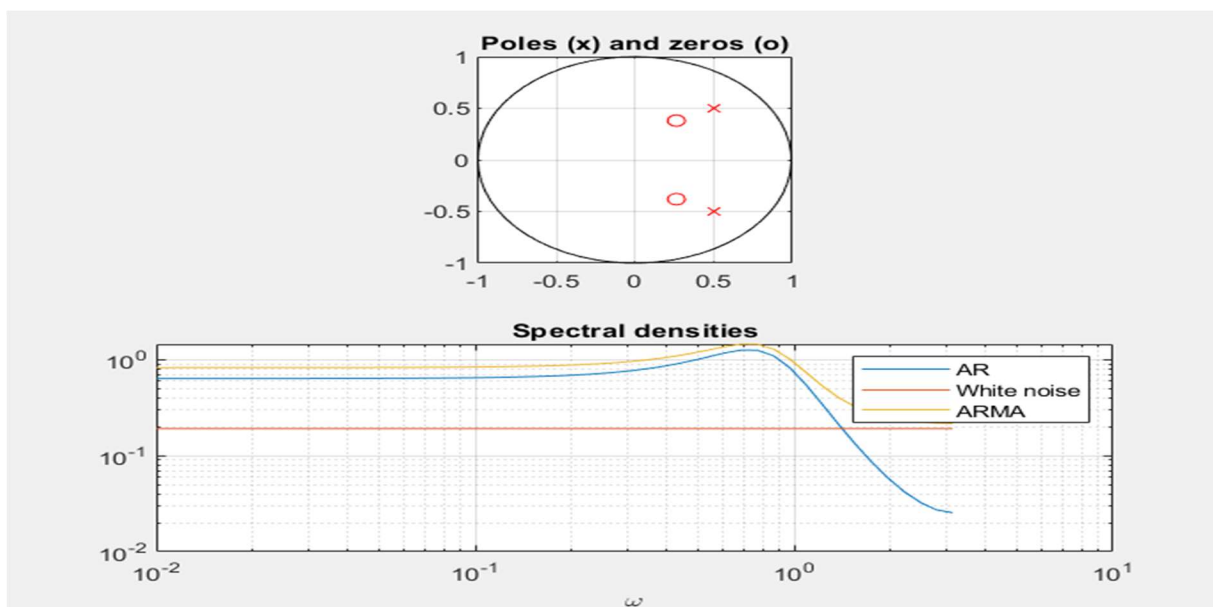 Poles (x) and zeros (o)
1
0.5
0
-0.5
-1
-1 -0.5 0 0.5 1
Spectral densities
10^0
10^-1
10^-2
AR
White noise
ARMA
10^-2 10^-1 10^0 10^1
ω